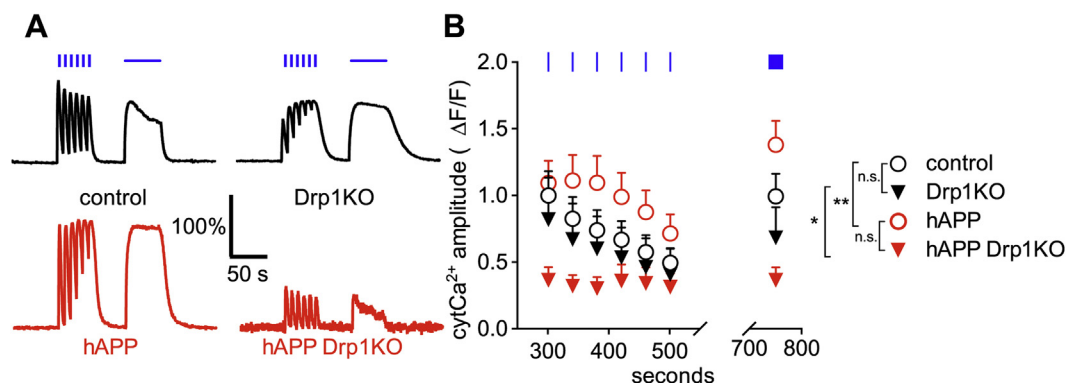 A
control
Drp1KO
100%
50 s
hAPP
hAPP Drp1KO
B
cytCa²⁺ amplitude ( ΔF/F)
2.0
1.5
1.0
0.5
0.0
300
400
500
700
800
seconds
*
**
n.s.
n.s.
control
Drp1KO
hAPP
hAPP Drp1KO